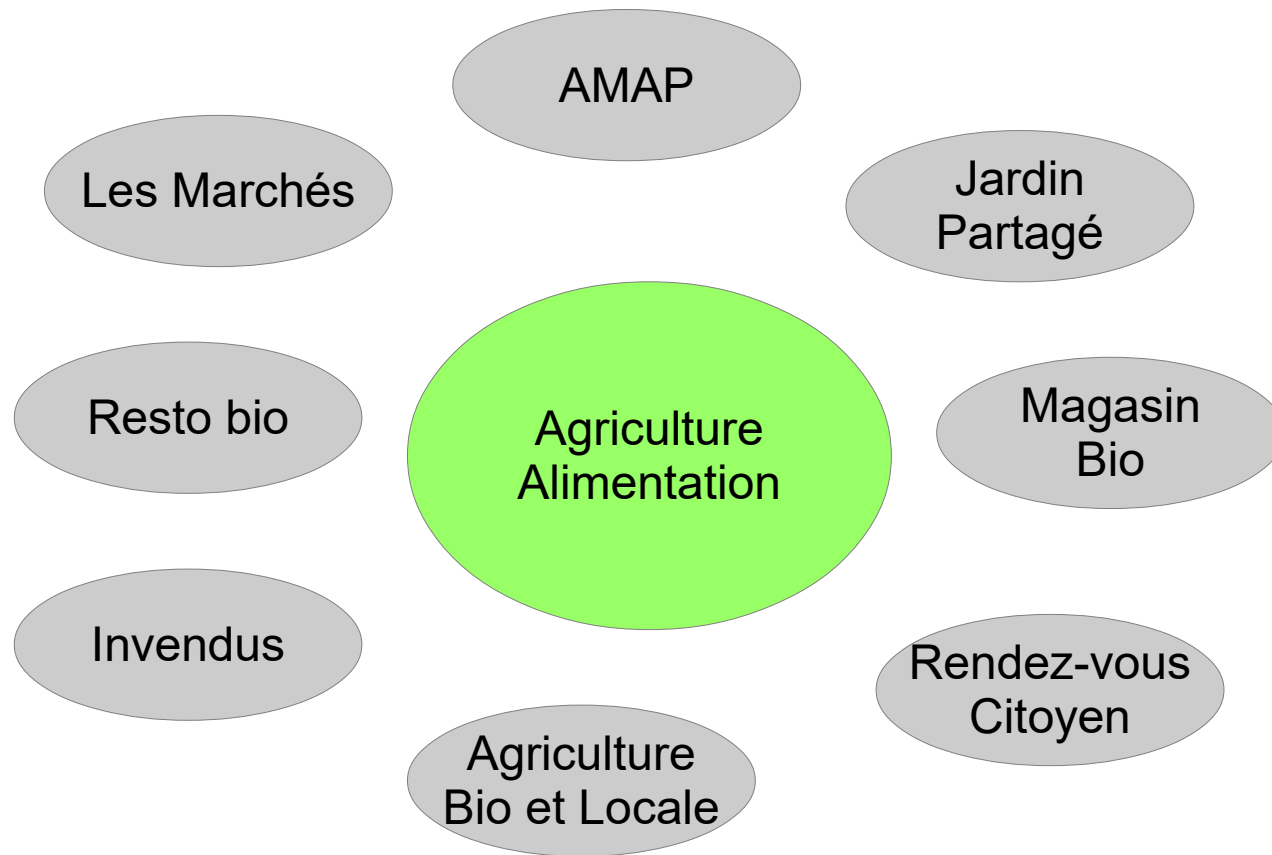 AMAP
Les Marchés
Jardin
Partagé
Resto bio
Agriculture
Alimentation
Magasin
Bio
Invendus
Rendez-vous
Citoyen
Agriculture
Bio et Locale